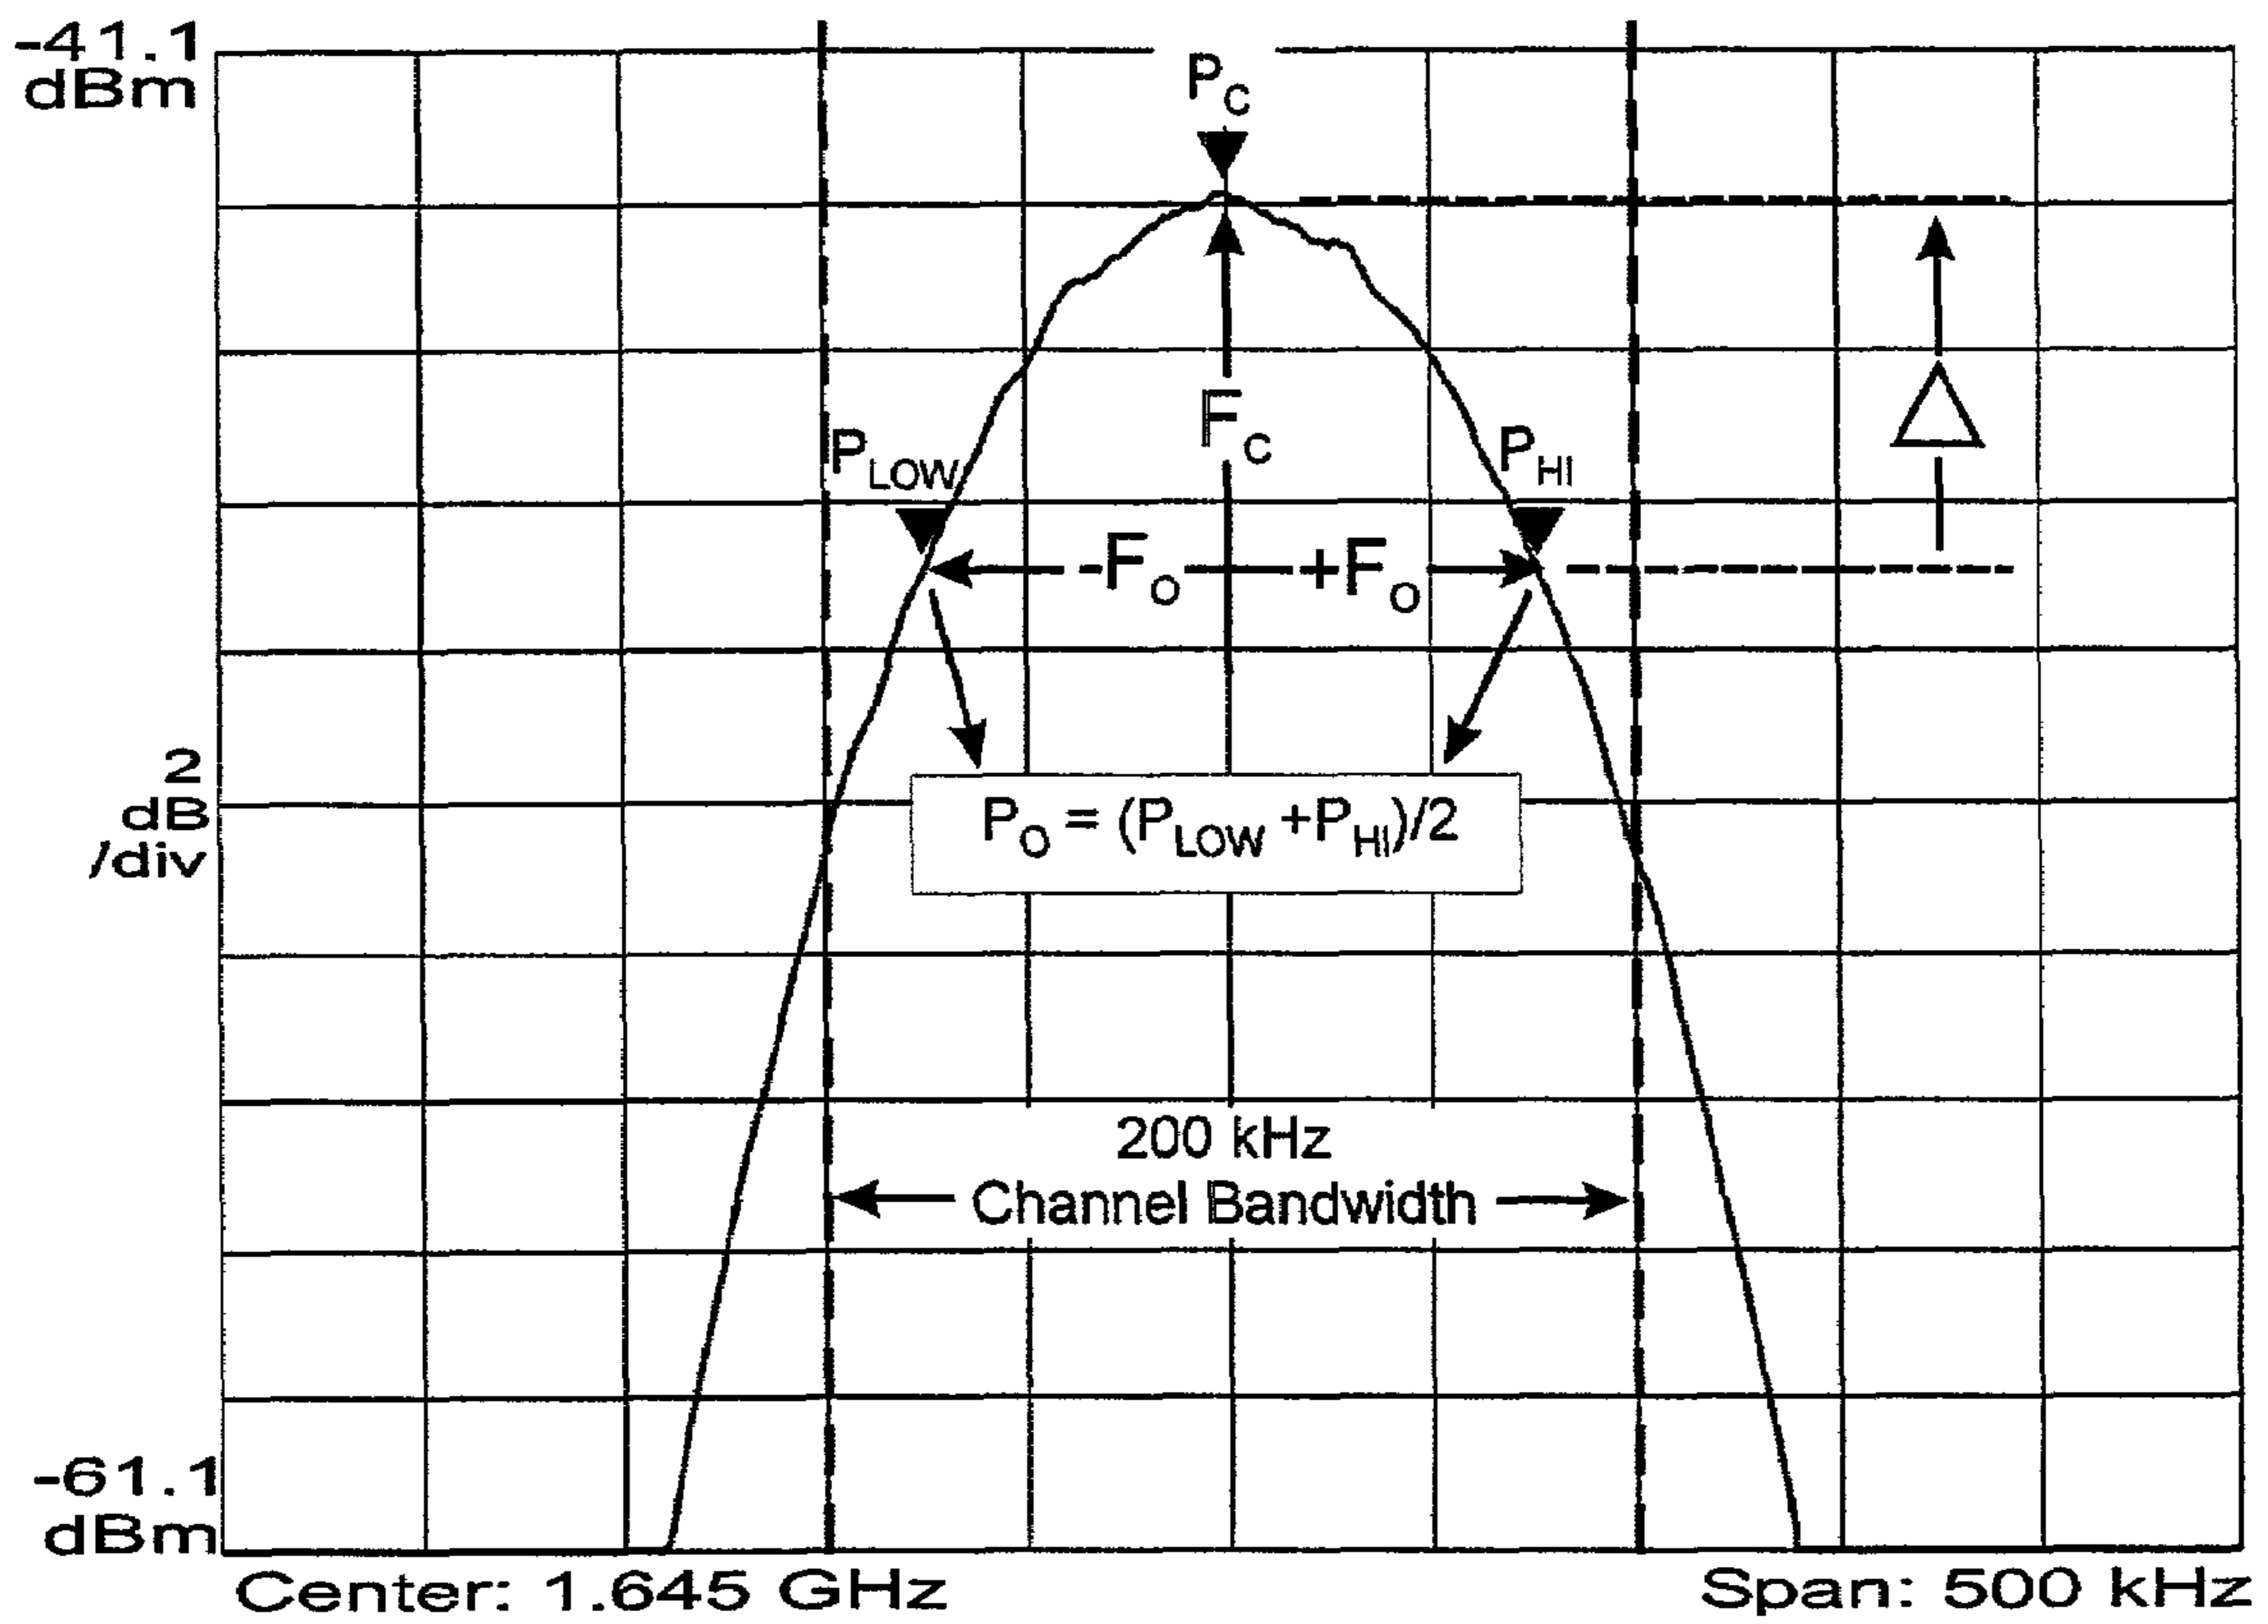 -41.1
dBm
P_C
F_C
P_LOW
P_HI
-F_O
+F_O
2
dB
/div
P_O = (P_LOW +P_HI)/2
200 kHz
Channel Bandwidth
-61.1
dBm
Center: 1.645 GHz
Span: 500 kHz